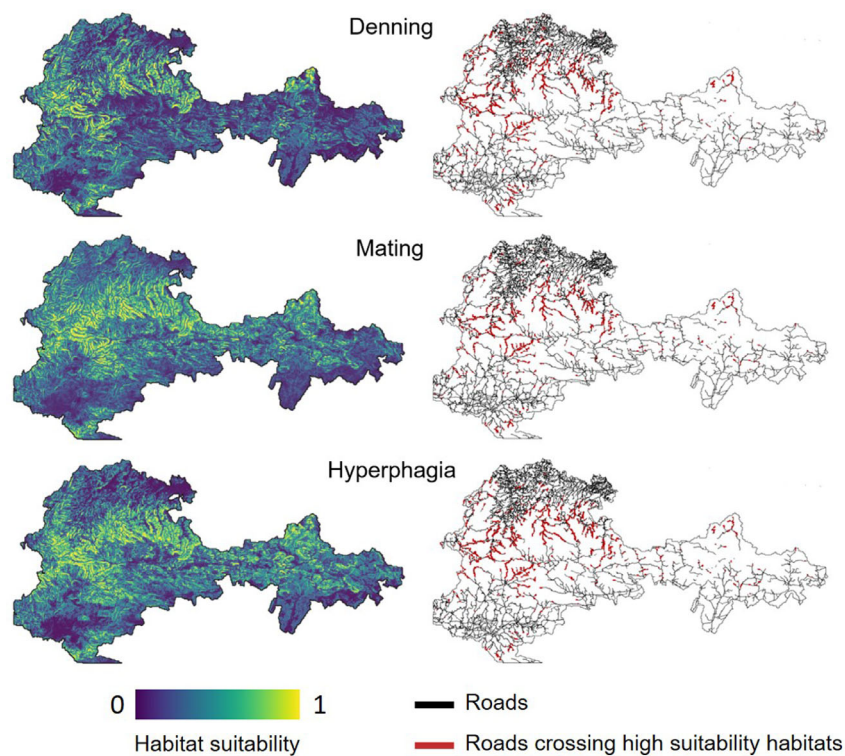 Denning
Mating
Hyperphagia
0 1
Habitat suitability
Roads
Roads crossing high suitability habitats